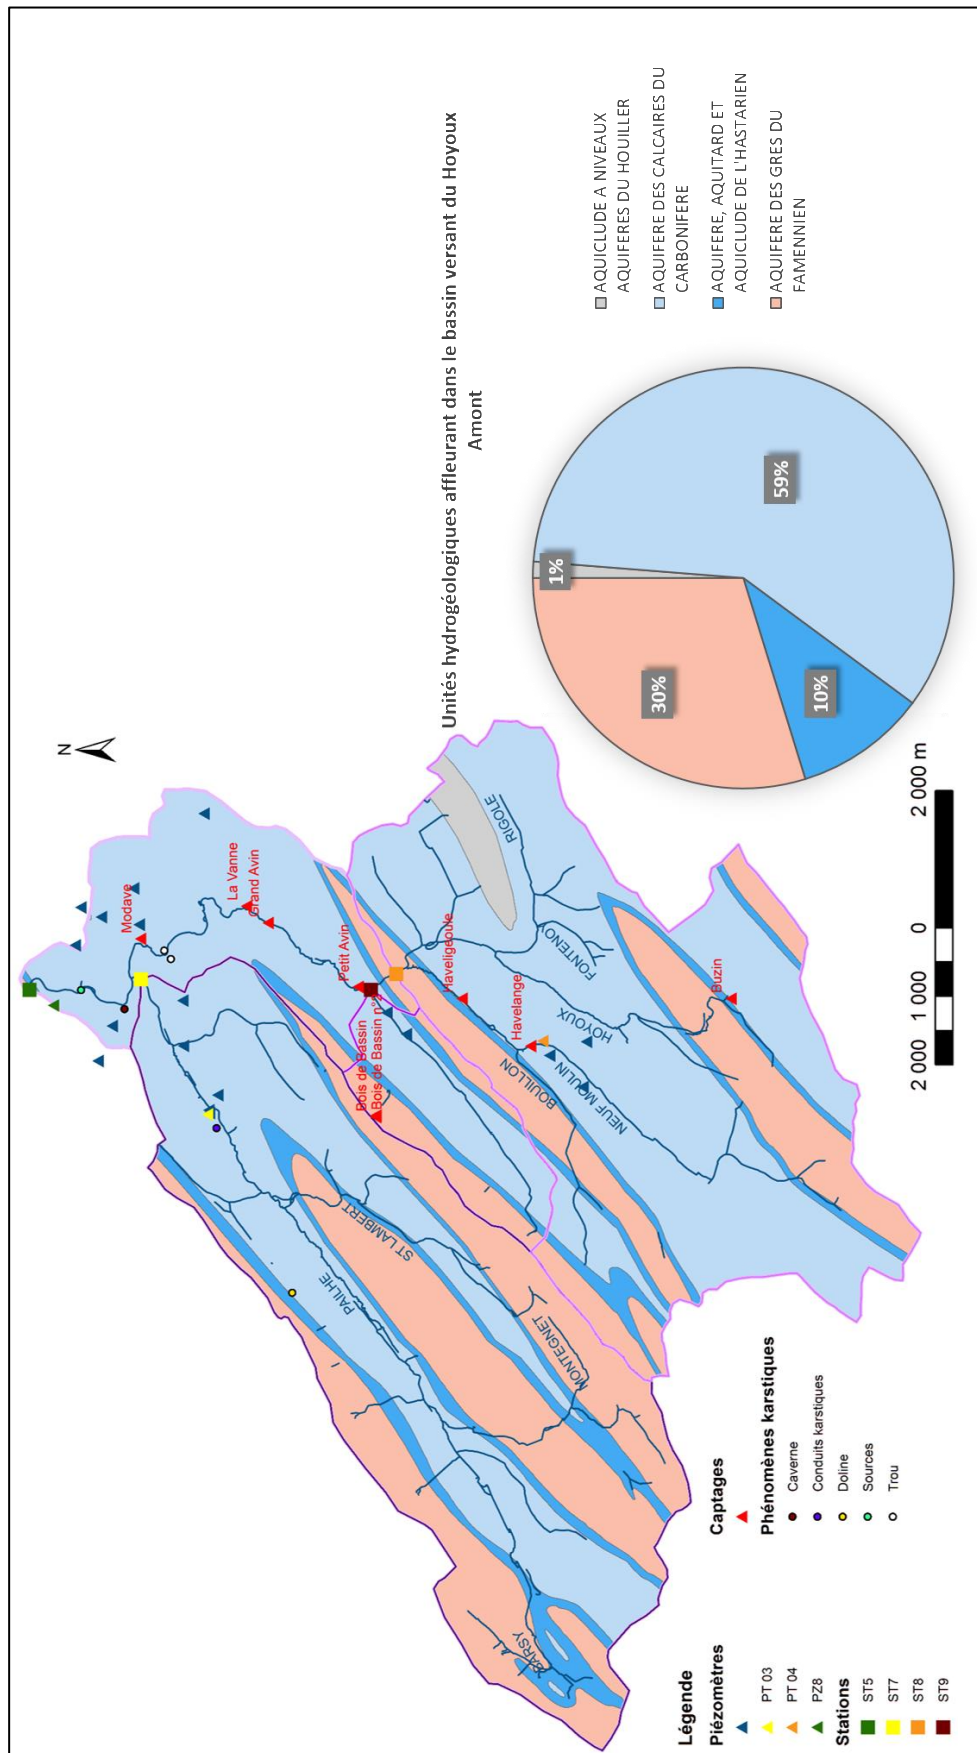 N
Modave
La Vanne
Grand Avin
Petit Avin
Bois de Bassin
Bois de Bassin n°2
Haveligeoule
Havelange
Buzin
PAILHE
ST LAMBERT
MONTEGNET
BARSY
BOUILLON
NEUF MOULIN
HOYOUX
FONTENOY
RIGOLE
2 000
1 000
0
2 000 m
Légende
Piézomètres
PT 03
PT 04
PZ8
Stations
ST5
ST7
ST8
ST9
Captages
Phénomènes karstiques
Caverne
Conduits karstiques
Doline
Sources
Trou
Unités hydrogéologiques affleurant dans le bassin versant du Hoyoux
Amont
1%
59%
10%
30%
AQUICLUDE A NIVEAUX
AQUIFERES DU HOUILLER
AQUIFERE DES CALCAIRES DU
CARBONIFERE
AQUIFERE, AQUITARD ET
AQUICLUDE DE L'HASTARIEN
AQUIFERE DES GRES DU
FAMENNIEN